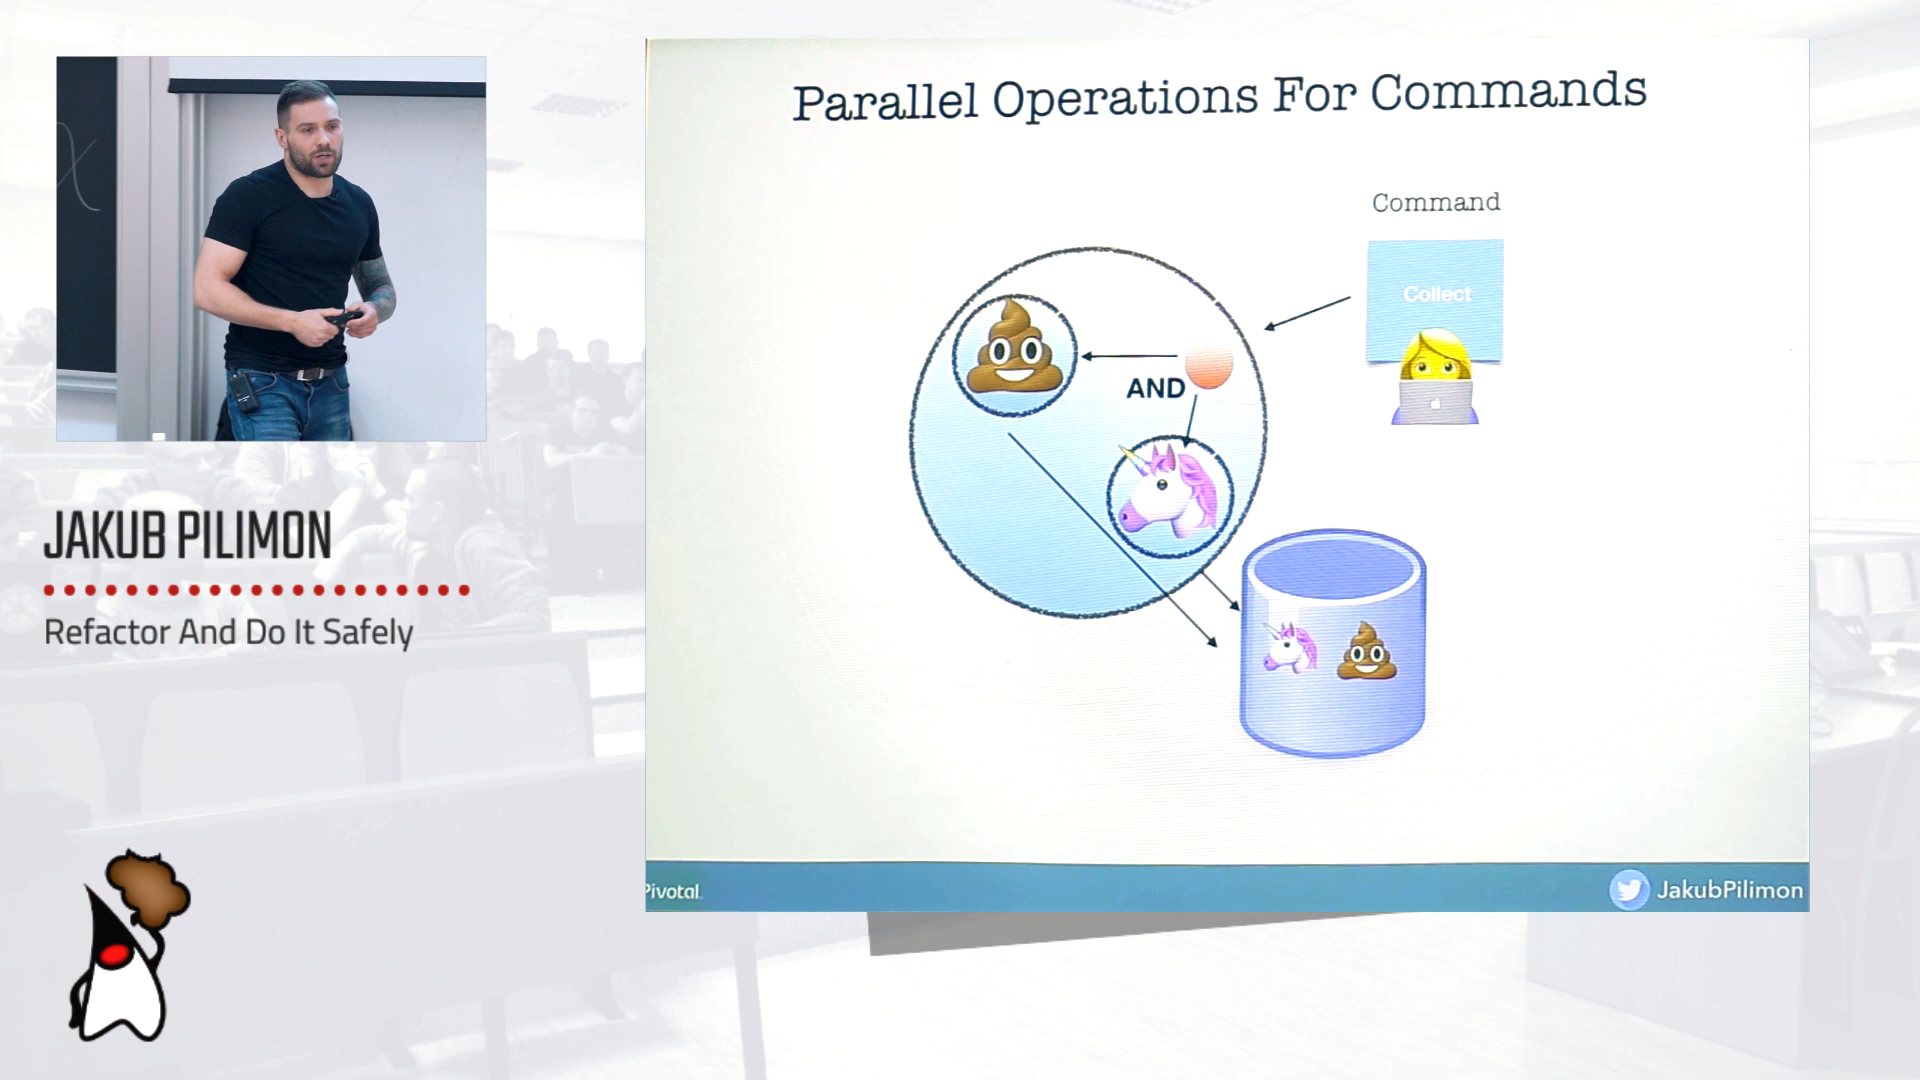 JAKUB PILIMON
Refactor And Do It Safely
Parallel Operations For Commands
Command
Collect
AND
Pivotal.
JakubPilimon